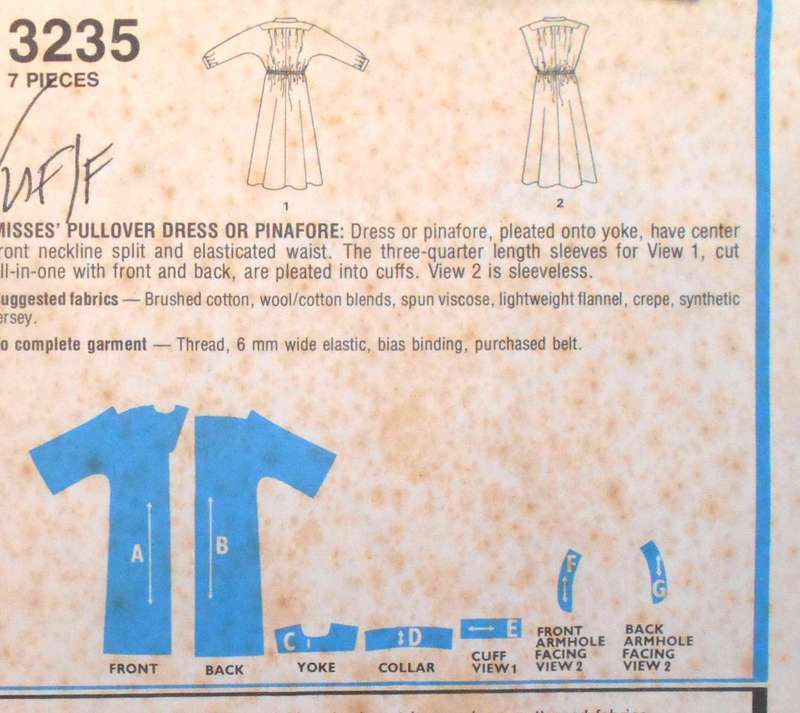 3235
7 PIECES
UF/F
1
2
MISSES' PULLOVER DRESS OR PINAFORE: Dress or pinafore, pleated onto yoke, have center
front neckline split and elasticated waist. The three-quarter length sleeves for View 1, cut
all-in-one with front and back, are pleated into cuffs. View 2 is sleeveless.
Suggested fabrics — Brushed cotton, wool/cotton blends, spun viscose, lightweight flannel, crepe, synthetic
jersey.
To complete garment — Thread, 6 mm wide elastic, bias binding, purchased belt.
A
FRONT
B
BACK
C
YOKE
D
COLLAR
E
CUFF
VIEW 1
F
FRONT
ARMHOLE
FACING
VIEW 2
G
BACK
ARMHOLE
FACING
VIEW 2